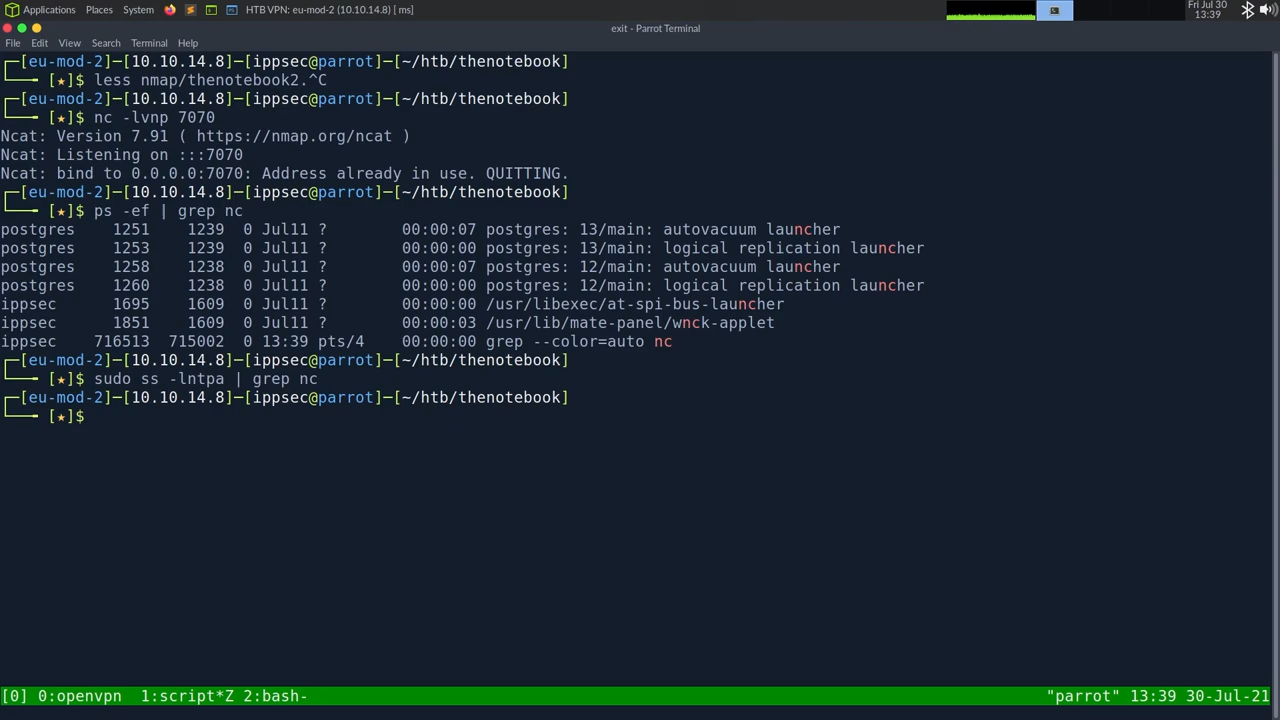 Applications Places System HTB VPN: eu-mod-2 (10.10.14.8) [ ms] Fri Jul 30
13:39
exit - Parrot Terminal
File Edit View Search Terminal Help
┌─[eu-mod-2]─[10.10.14.8]─[ippsec@parrot]─[~/htb/thenotebook]
└──╼ [★]$ less nmap/thenotebook2.^C
┌─[eu-mod-2]─[10.10.14.8]─[ippsec@parrot]─[~/htb/thenotebook]
└──╼ [★]$ nc -lvnp 7070
Ncat: Version 7.91 ( https://nmap.org/ncat )
Ncat: Listening on :::7070
Ncat: bind to 0.0.0.0:7070: Address already in use. QUITTING.
┌─[eu-mod-2]─[10.10.14.8]─[ippsec@parrot]─[~/htb/thenotebook]
└──╼ [★]$ ps -ef | grep nc
postgres 1251 1239 0 Jul11 ? 00:00:07 postgres: 13/main: autovacuum launcher
postgres 1253 1239 0 Jul11 ? 00:00:00 postgres: 13/main: logical replication launcher
postgres 1258 1238 0 Jul11 ? 00:00:07 postgres: 12/main: autovacuum launcher
postgres 1260 1238 0 Jul11 ? 00:00:00 postgres: 12/main: logical replication launcher
ippsec 1695 1609 0 Jul11 ? 00:00:00 /usr/libexec/at-spi-bus-launcher
ippsec 1851 1609 0 Jul11 ? 00:00:03 /usr/lib/mate-panel/wnck-applet
ippsec 716513 715002 0 13:39 pts/4 00:00:00 grep --color=auto nc
┌─[eu-mod-2]─[10.10.14.8]─[ippsec@parrot]─[~/htb/thenotebook]
└──╼ [★]$ sudo ss -lntpa | grep nc
┌─[eu-mod-2]─[10.10.14.8]─[ippsec@parrot]─[~/htb/thenotebook]
└──╼ [★]$
[0] 0:openvpn 1:script*Z 2:bash- "parrot" 13:39 30-Jul-21